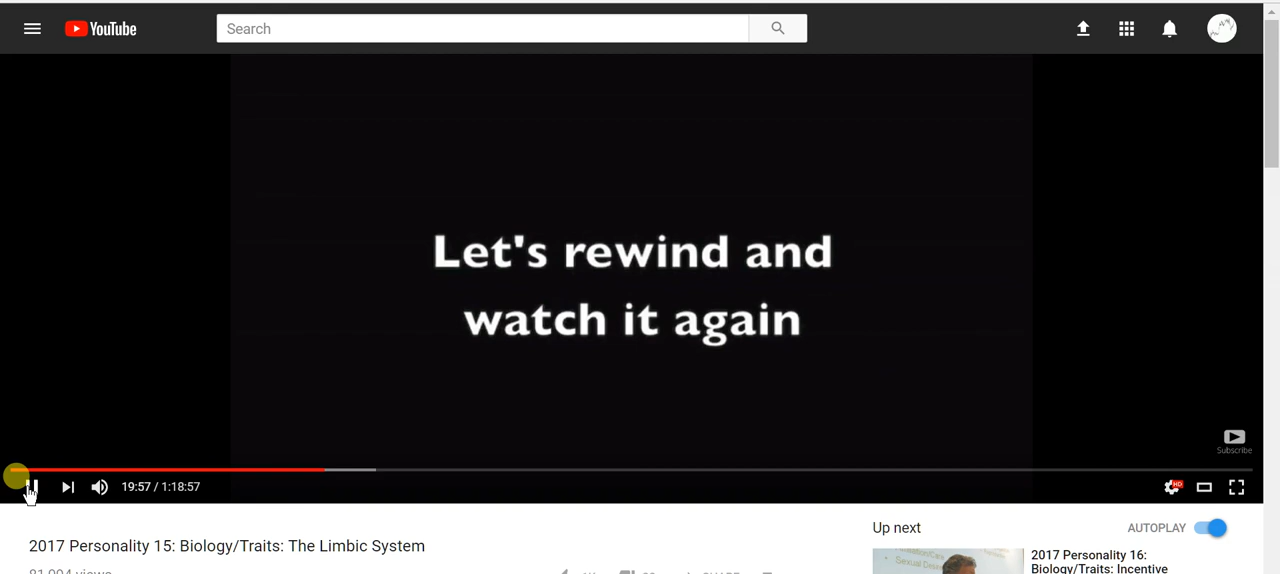 YouTube
Search
Let's rewind and
watch it again
Subscribe
19:57 / 1:18:57
HD
2017 Personality 15: Biology/Traits: The Limbic System
Up next
AUTOPLAY
2017 Personality 16:
Biology/Traits: Incentive